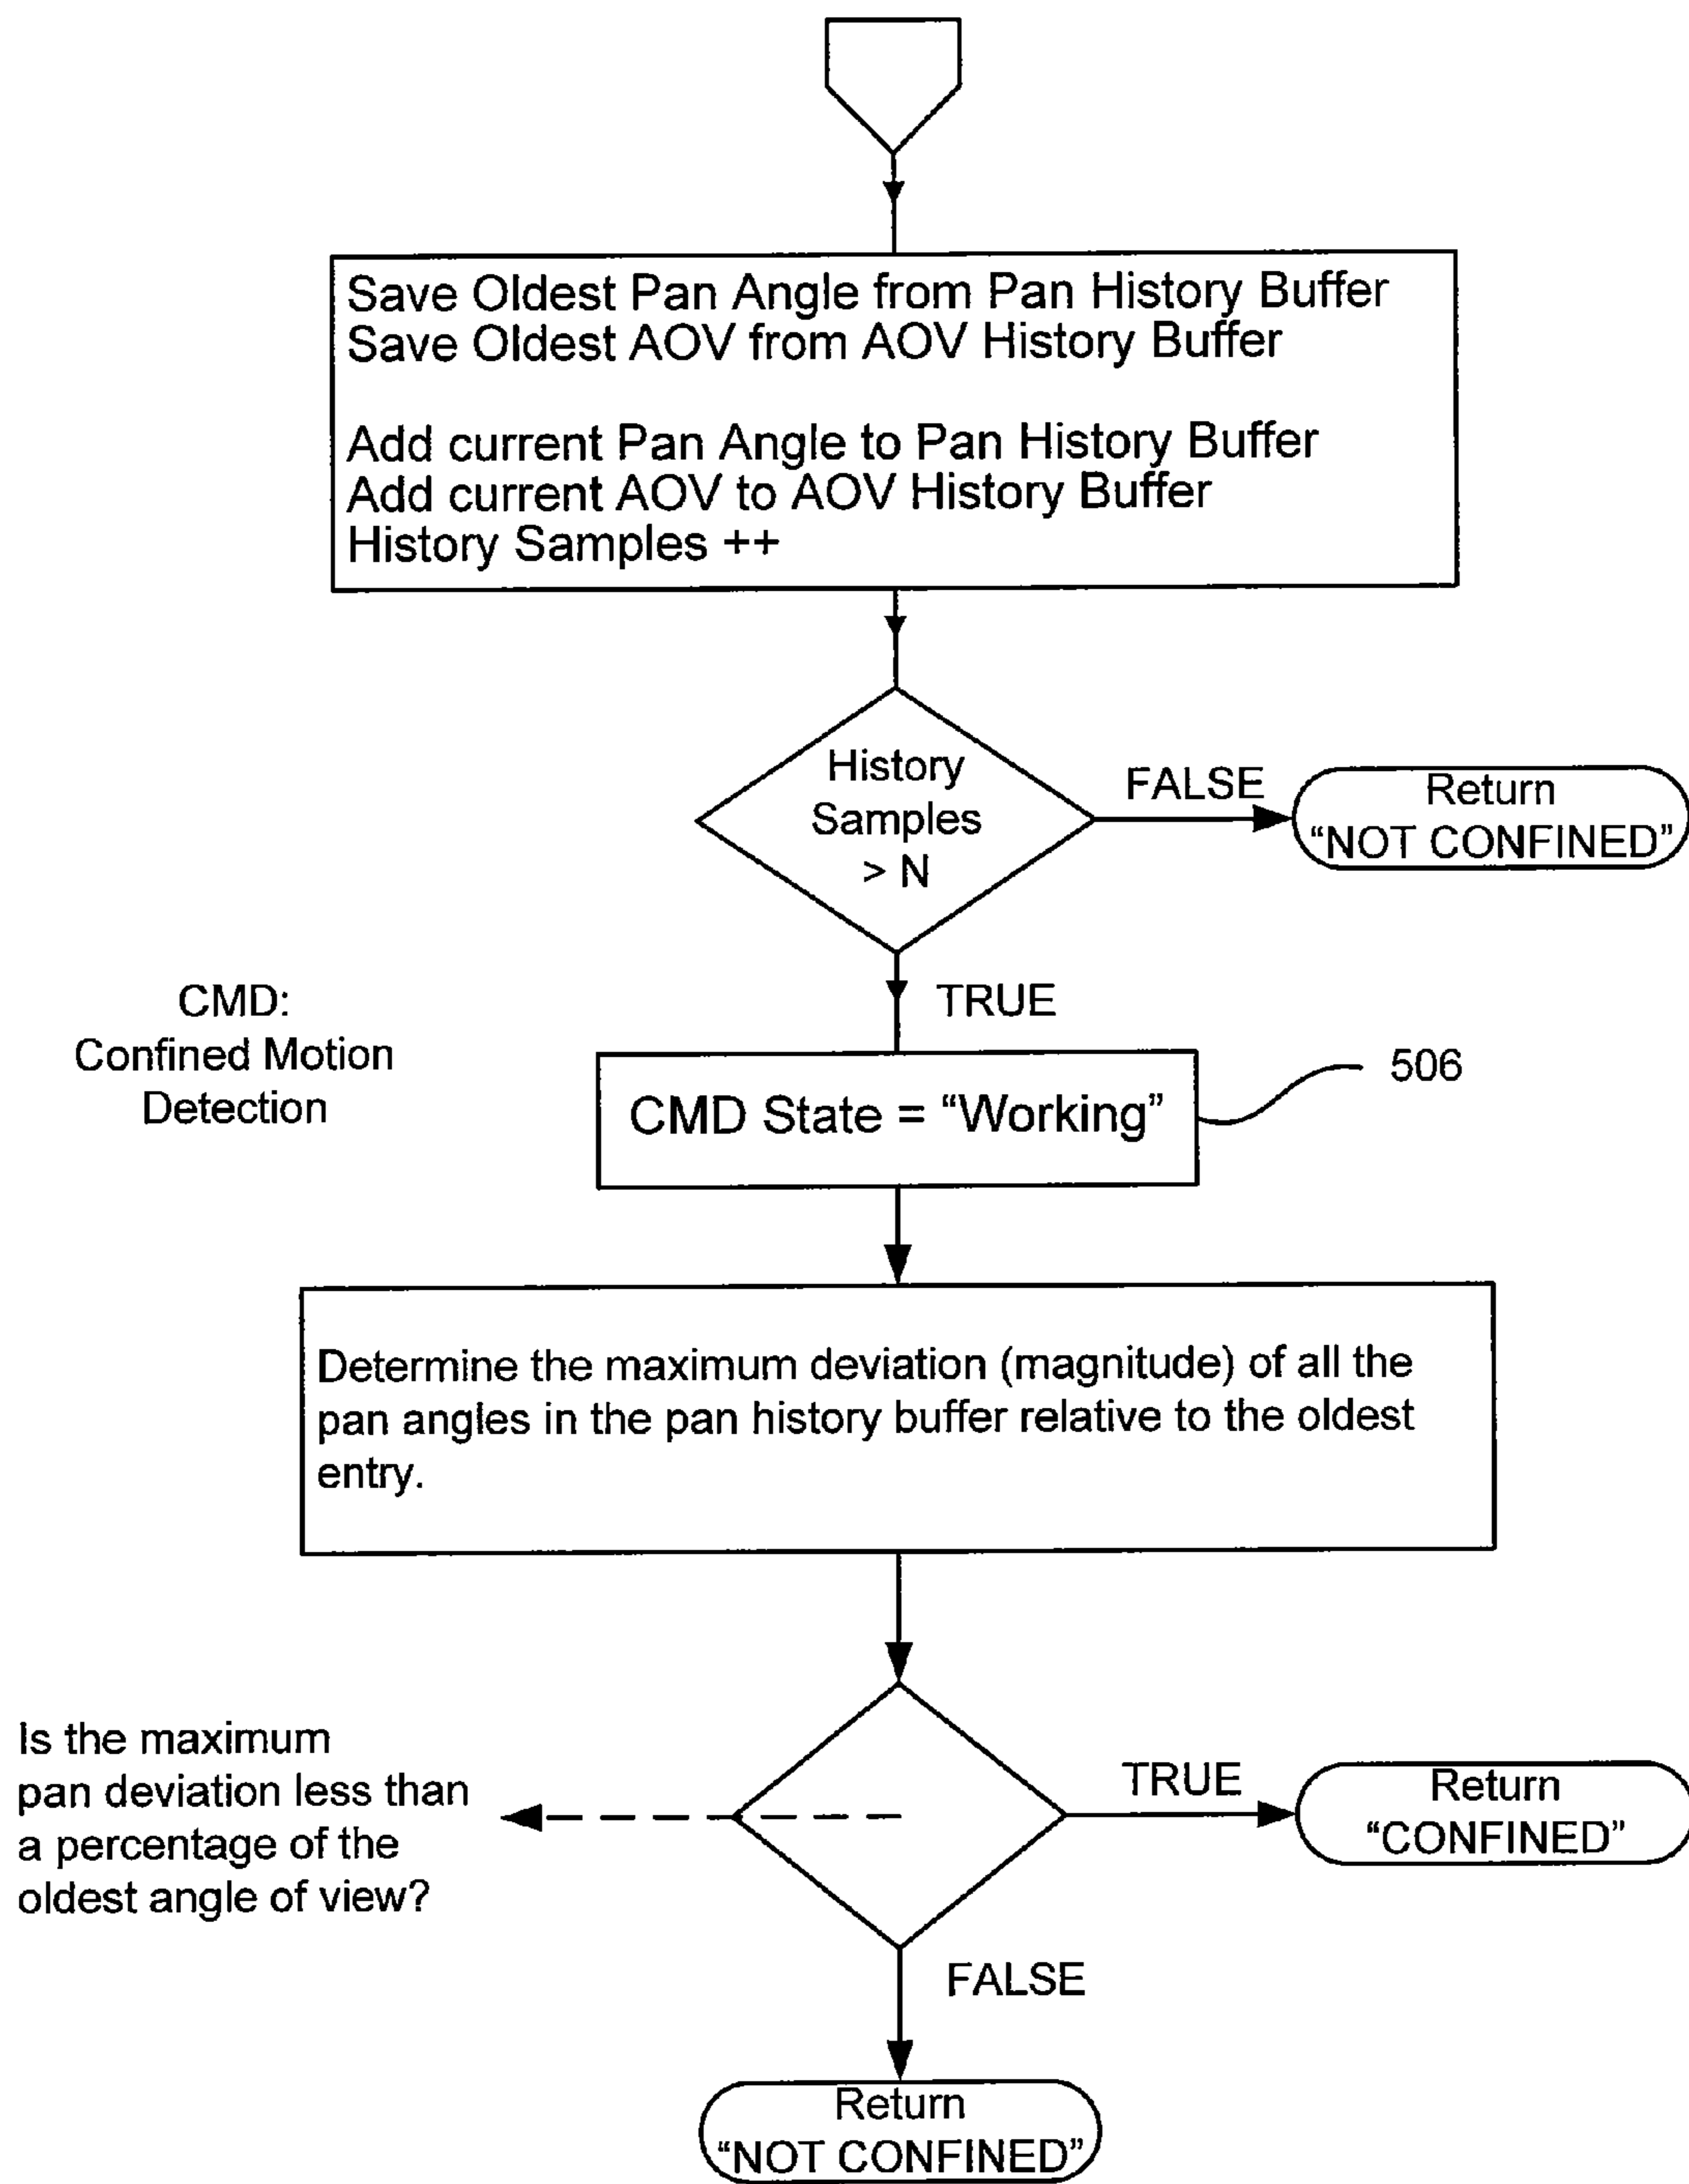 Save Oldest Pan Angle from Pan History Buffer
Save Oldest AOV from AOV History Buffer
Add current Pan Angle to Pan History Buffer
Add current AOV to AOV History Buffer
History Samples ++
History
Samples
> N
FALSE
Return
“NOT CONFINED”
TRUE
CMD:
Confined Motion
Detection
CMD State = “Working”
506
Determine the maximum deviation (magnitude) of all the
pan angles in the pan history buffer relative to the oldest
entry.
Is the maximum
pan deviation less than
a percentage of the
oldest angle of view?
TRUE
Return
“CONFINED”
FALSE
Return
“NOT CONFINED”